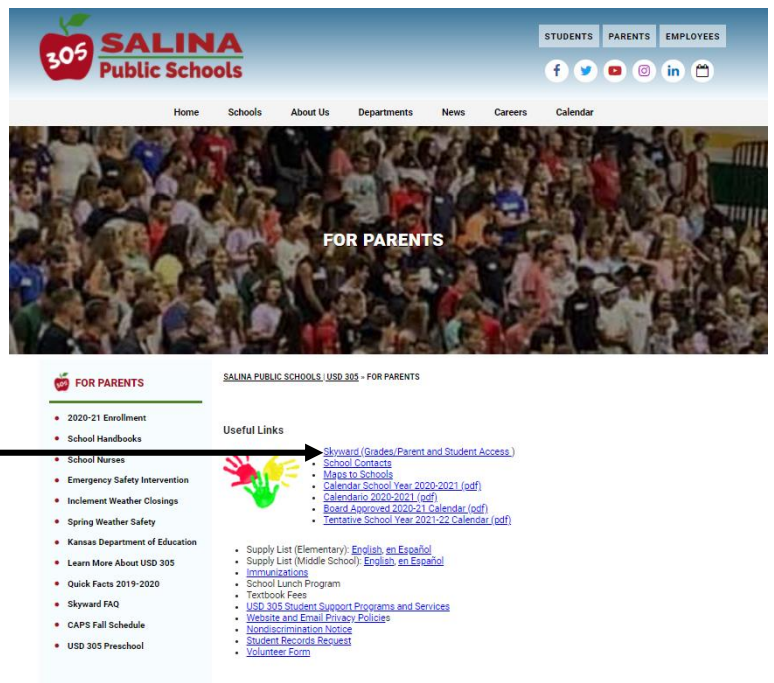 305 SALINA
Public Schools
STUDENTS PARENTS EMPLOYEES
Home Schools About Us Departments News Careers Calendar
FOR PARENTS
305 FOR PARENTS
2020-21 Enrollment
School Handbooks
School Nurses
Emergency Safety Intervention
Inclement Weather Closings
Spring Weather Safety
Kansas Department of Education
Learn More About USD 305
Quick Facts 2019-2020
Skyward FAQ
CAPS Fall Schedule
USD 305 Preschool
SALINA PUBLIC SCHOOLS | USD 305 » FOR PARENTS
Useful Links
Skyward (Grades/Parent and Student Access )
School Contacts
Maps to Schools
Calendar School Year 2020-2021 (pdf)
Calendario 2020-2021 (pdf)
Board Approved 2020-21 Calendar (pdf)
Tentative School Year 2021-22 Calendar (pdf)
Supply List (Elementary): English, en Español
Supply List (Middle School): English, en Español
Immunizations
School Lunch Program
Textbook Fees
USD 305 Student Support Programs and Services
Website and Email Privacy Policies
Nondiscrimination Notice
Student Records Request
Volunteer Form